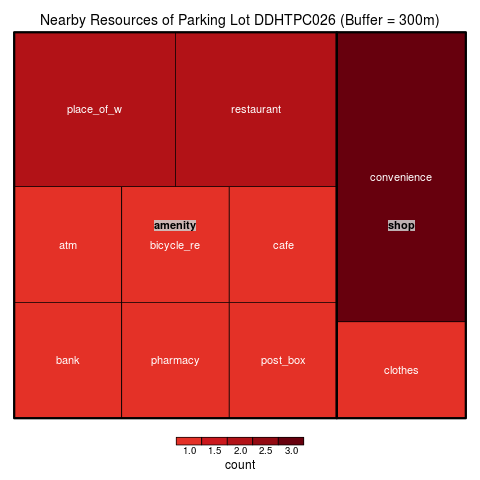 Nearby Resources of Parking Lot DDHTPC026 (Buffer = 300m)
place_of_w
restaurant
convenience
amenity
shop
atm
bicycle_re
cafe
bank
pharmacy
post_box
clothes
1.0 1.5 2.0 2.5 3.0
count